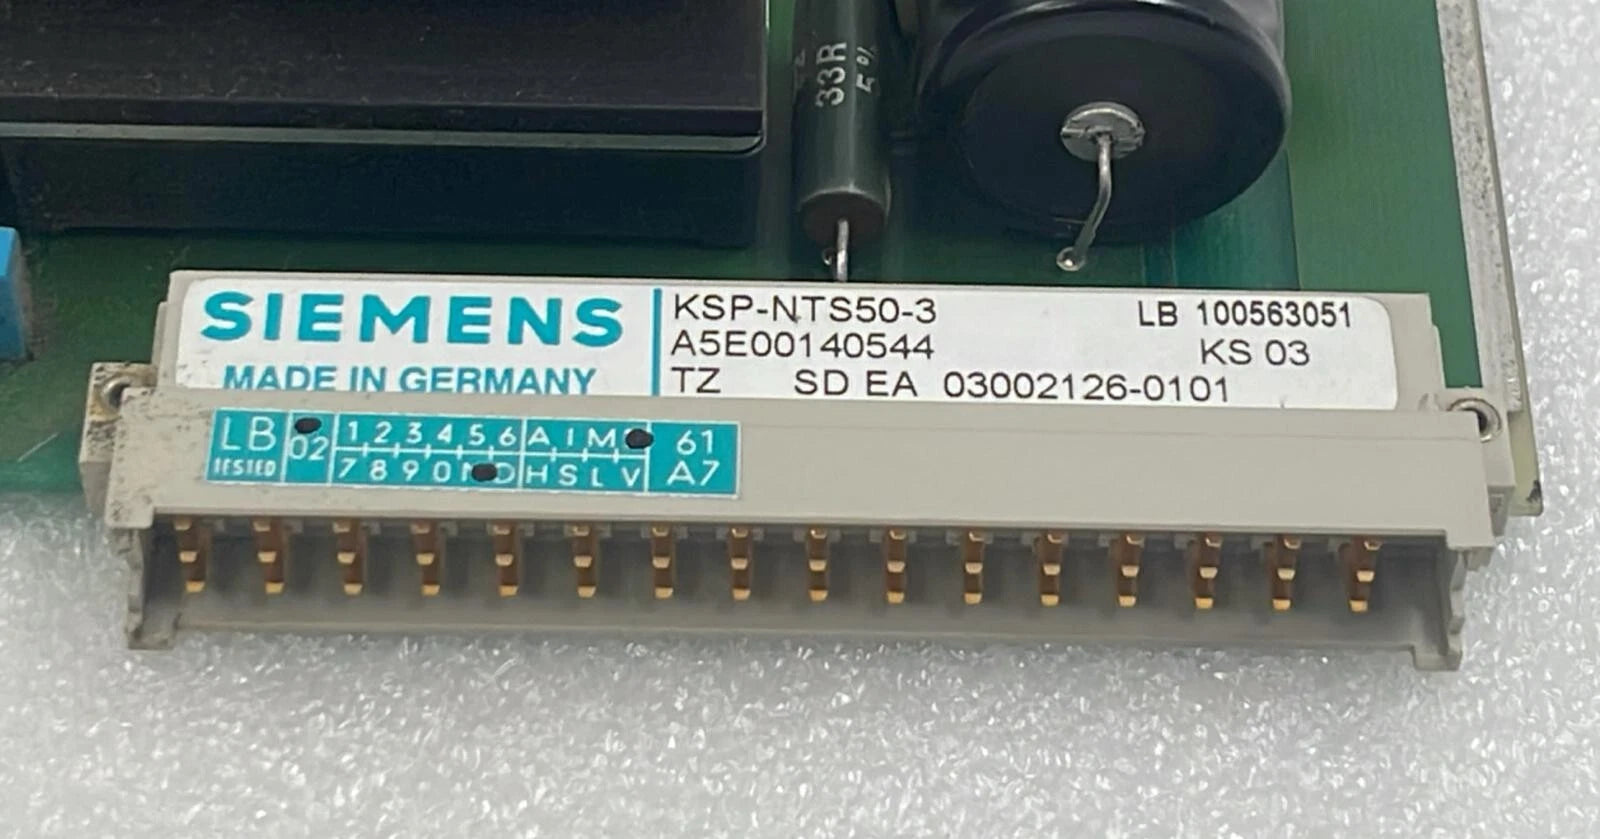 33R
5%
SIEMENS
MADE IN GERMANY
KSP-NTS50-3
A5E00140544
TZ SD EA 03002126-0101
LB 100563051
KS 03
LB
TESTED
02
1 2 3 4 5 6 A I M
7 8 9 0 D H S L V
61
A7